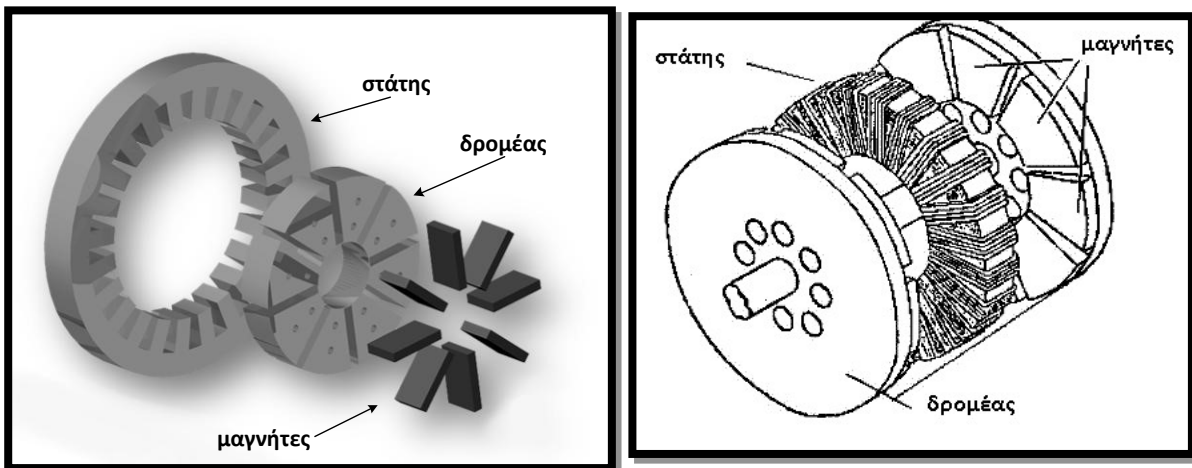 στάτης
δρομέας
μαγνήτες
στάτης
μαγνήτες
δρομέας